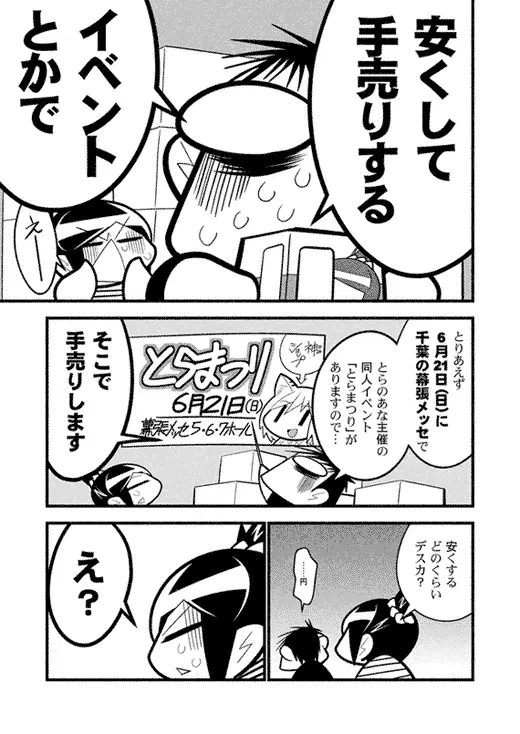 安くして
手売りする
イベント
とかで
えー
とりあえず
6月21日(日)に
千葉の幕張メッセで
とらのあな主催の
同人イベント
「とらまつり」が
ありますので…
とらまつり
6月21日(日)
幕張メッセ5・6・7ホール
そこで
手売りします
安くする
どのくらい
デスカ?
……円
え?